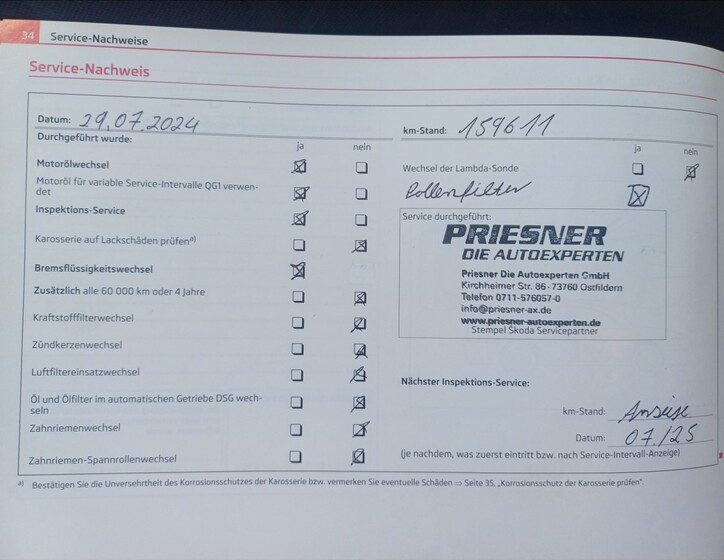 34 Service-Nachweise
Service-Nachweis
Datum: 29.07.2024
km-Stand: 159611
Durchgeführt wurde:
ja nein
ja nein
Motorölwechsel
Wechsel der Lambda-Sonde
Motoröl für variable Service-Intervalle QG1 verwen-
det
Pollenfilter
Inspektions-Service
Karosserie auf Lackschäden prüfen a)
Bremsflüssigkeitswechsel
Zusätzlich alle 60 000 km oder 4 Jahre
Kraftstofffilterwechsel
Zündkerzenwechsel
Luftfiltereinsatzwechsel
Öl und Ölfilter im automatischen Getriebe DSG wech-
seln
Zahnriemenwechsel
Zahnriemen-Spannrollenwechsel
Service durchgeführt:
PRIESNER
DIE AUTOEXPERTEN
Priesner Die Autoexperten GmbH
Kirchheimer Str. 86 - 73760 Ostfildern
Telefon 0711-576057-0
info@priesner-ax.de
www.priesner-autoexperten.de
Stempel Škoda Servicepartner
Nächster Inspektions-Service:
km-Stand: Anzeige
Datum: 07./25
(je nachdem, was zuerst eintritt bzw. nach Service-Intervall-Anzeige)
a) Bestätigen Sie die Unversehrtheit des Korrosionsschutzes der Karosserie bzw. vermerken Sie eventuelle Schäden ⇒ Seite 35, „Korrosionsschutz der Karosserie prüfen".